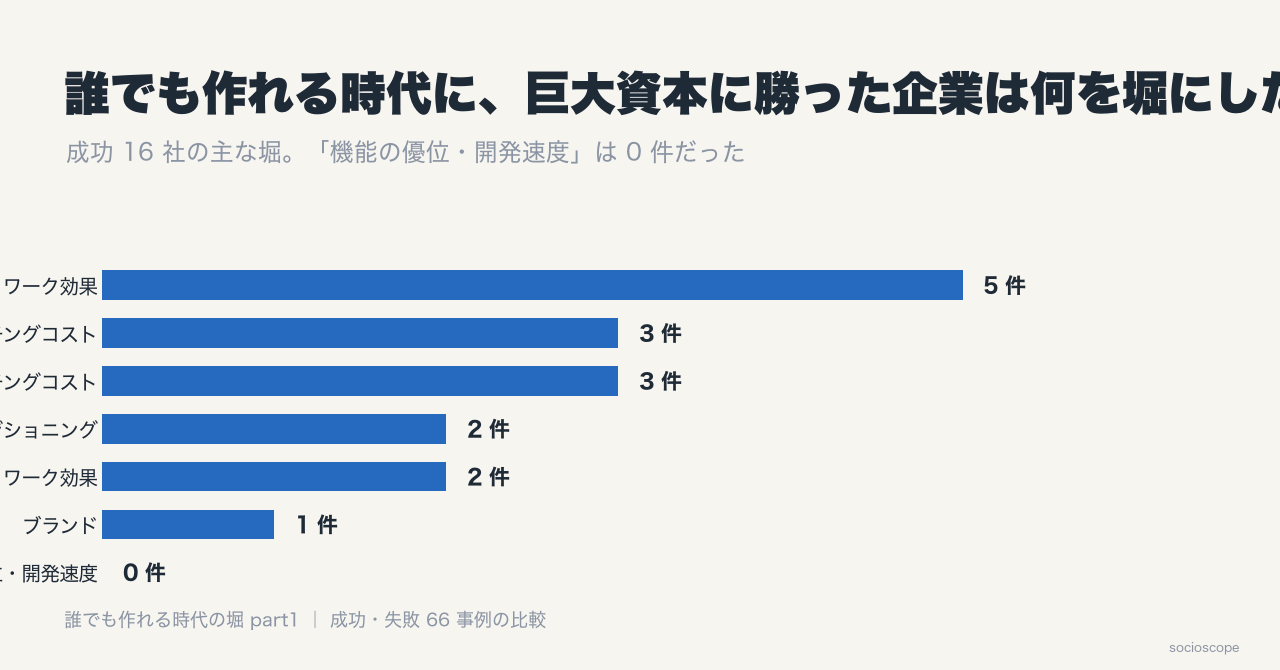 誰でも作れる時代に、巨大資本に勝った企業は何を堀にした
成功 16 社の主な堀。「機能の優位・開発速度」は 0 件だった
ワーク効果 5 件
ングコスト 3 件
ングコスト 3 件
ショニング 2 件
ワーク効果 2 件
ブランド 1 件
・開発速度 0 件
誰でも作れる時代の堀 part1 ｜ 成功・失敗 66 事例の比較
socioscope